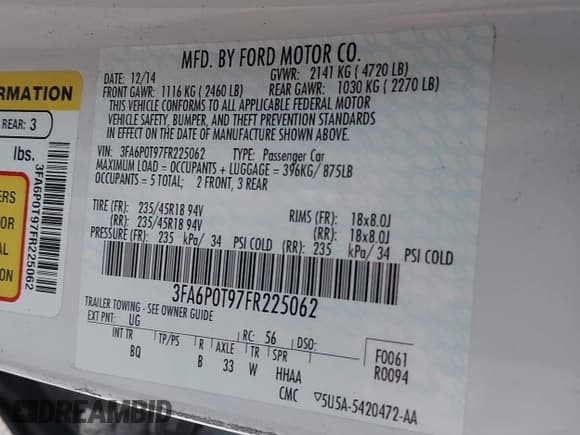 MFD. BY FORD MOTOR CO.
DATE: 12/14 GVWR: 2141 KG ( 4720 LB)
FRONT GAWR: 1116 KG ( 2460 LB) REAR GAWR: 1030 KG ( 2270 LB)
THIS VEHICLE CONFORMS TO ALL APPLICABLE FEDERAL MOTOR
VEHICLE SAFETY, BUMPER, AND THEFT PREVENTION STANDARDS
IN EFFECT ON THE DATE OF MANUFACTURE SHOWN ABOVE.
VIN: 3FA6P0T97FR225062 TYPE: Passenger Car
MAXIMUM LOAD = OCCUPANTS + LUGGAGE = 396KG/ 875LB
OCCUPANTS = 5 TOTAL; 2 FRONT, 3 REAR
TIRE (FR): 235/45R18 94V RIMS (FR): 18x8.0J
(RR): 235/45R18 94V (RR): 18x8.0J
PRESSURE (FR): 235 kPa/ 34 PSI COLD (RR): 235 kPa/ 34 PSI COLD
3FA6P0T97FR225062
TRAILER TOWING - SEE OWNER GUIDE
EXT PNT: UG RC: 56 DSO:
F0061
R0094
INT TR TP/PS R AXLE TR SPR
BQ B 33 W HHAA
CMC ▽5U5A-5420472-AA
RMATION
REAR: 3
lbs.
ERS
OR
AL
ON
3FA6P0T97FR225062
DREAMBID